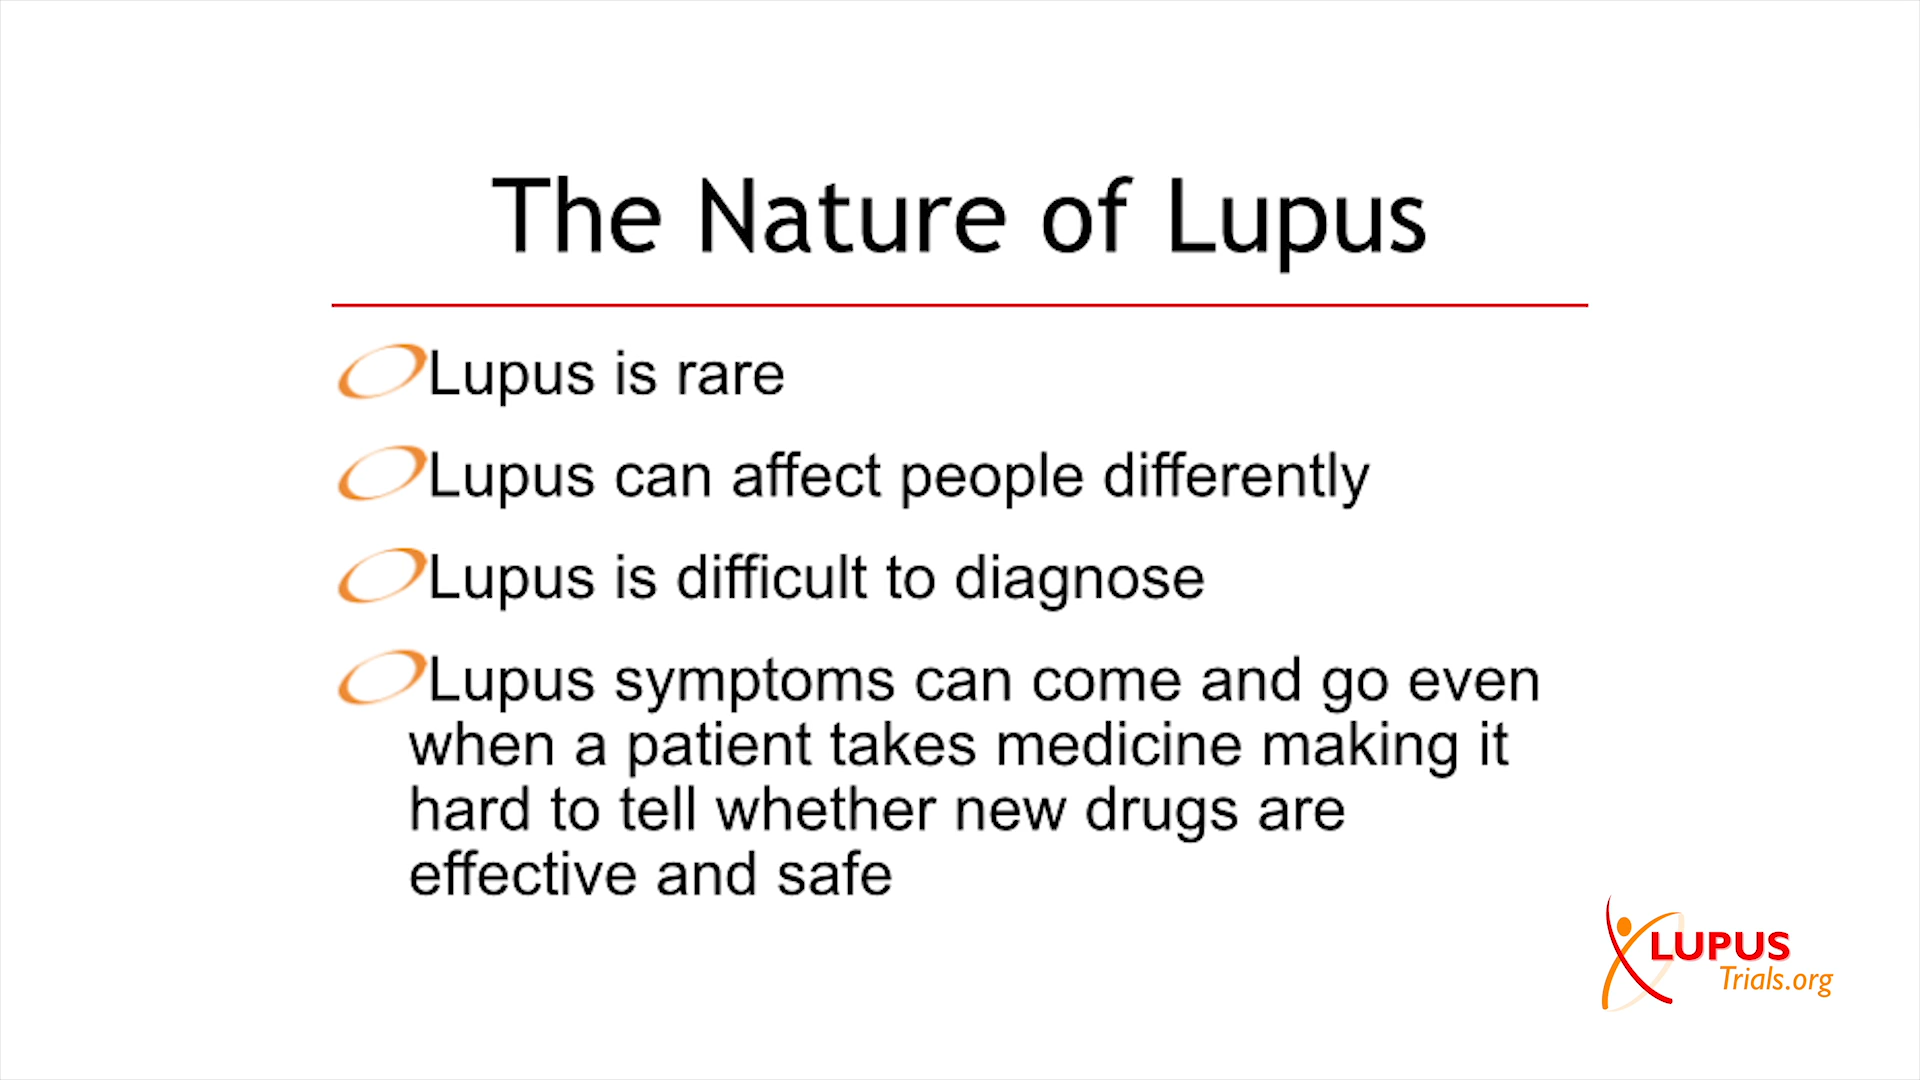 The Nature of Lupus
Lupus is rare
Lupus can affect people differently
Lupus is difficult to diagnose
Lupus symptoms can come and go even
when a patient takes medicine making it
hard to tell whether new drugs are
effective and safe
LUPUS
Trials.org